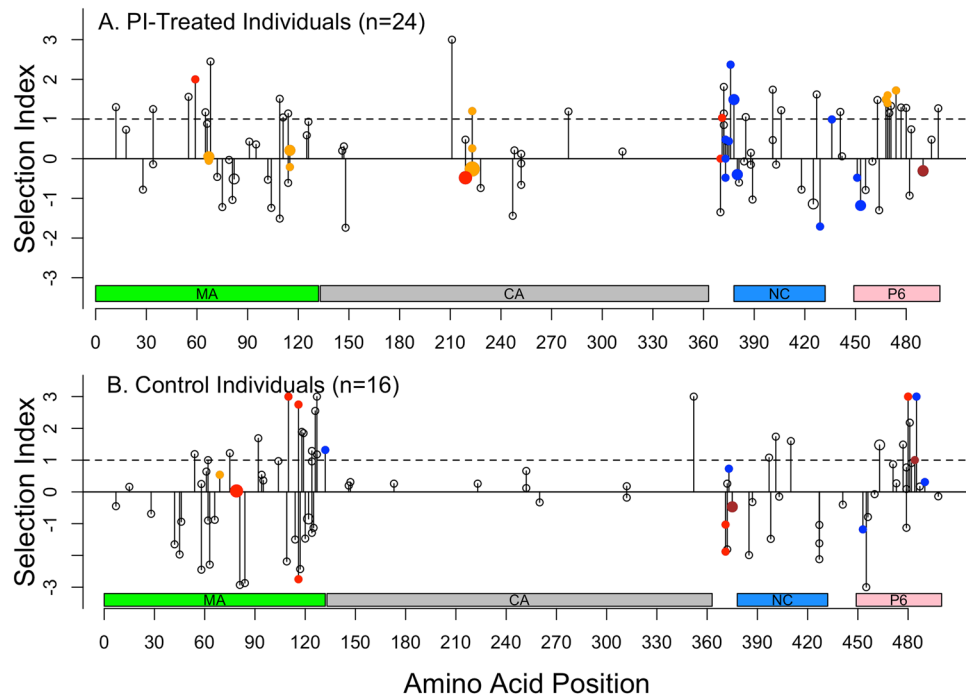 A. PI-Treated Individuals (n=24)
Selection Index
3
2
1
0
-1
-2
-3
MA CA NC P6
0 30 60 90 120 150 180 210 240 270 300 330 360 390 420 450 480
B. Control Individuals (n=16)
Selection Index
3
1
0
-1
-3
MA CA NC P6
0 30 60 90 120 150 180 210 240 270 300 330 360 390 420 450 480
Amino Acid Position